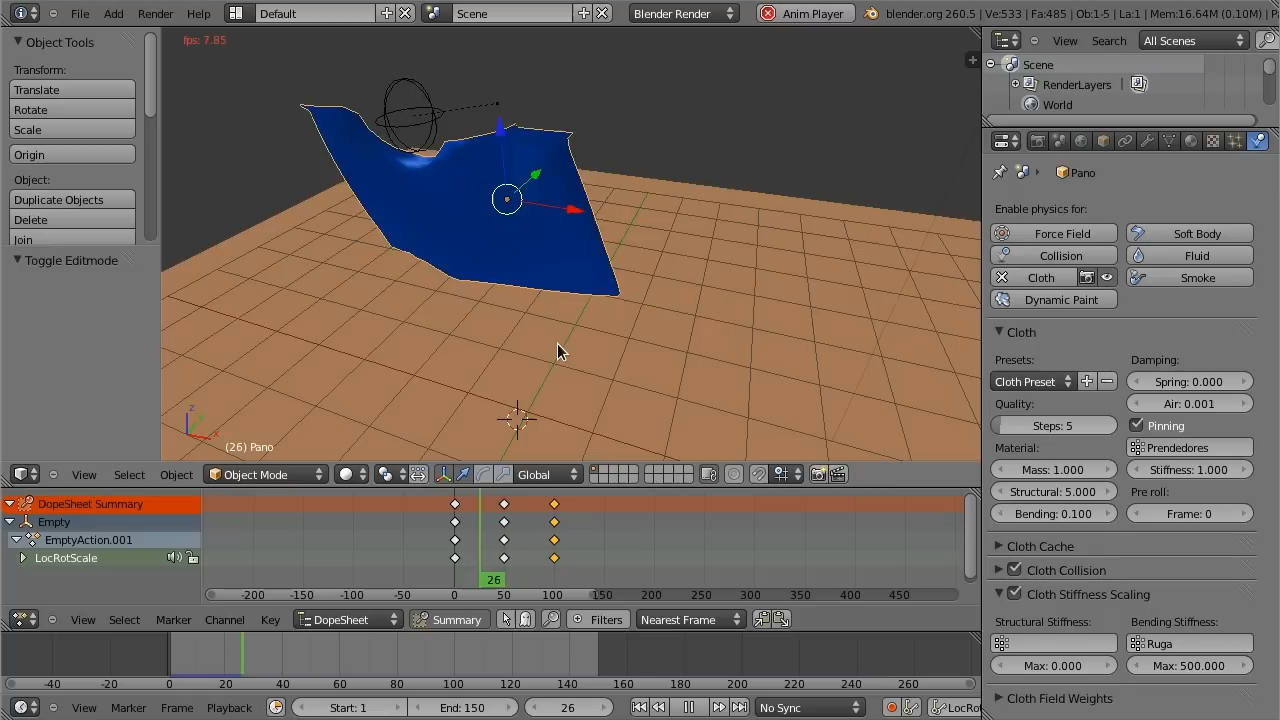 File Add Render Help Default Scene Blender Render Anim Player blender.org 260.5 | Ve:533 | Fa:485 | Ob:1-5 | La:1 | Mem:16.64M (0.10M) | P
Object Tools
Transform:
Translate
Rotate
Scale
Origin
Object:
Duplicate Objects
Delete
Join
Toggle Editmode
fps: 7.85
z
y
x
(26) Pano
View Select Object Object Mode Global
DopeSheet Summary
Empty
EmptyAction.001
LocRotScale
26
-200 -150 -100 -50 0 50 100 150 200 250 300 350 400 450
View Select Marker Channel Key DopeSheet Summary Filters Nearest Frame
-40 -20 0 20 40 60 80 100 120 140 160 180 200 220 240 260
View Marker Frame Playback Start: 1 End: 150 26 No Sync LocRot
View Search All Scenes
Scene
RenderLayers |
World
Pano
Enable physics for:
Force Field Soft Body
Collision Fluid
Cloth Smoke
Dynamic Paint
Cloth
Presets: Damping:
Cloth Preset Spring: 0.000
Quality: Air: 0.001
Steps: 5 Pinning
Material: Prendedores
Mass: 1.000 Stiffness: 1.000
Structural: 5.000 Pre roll:
Bending: 0.100 Frame: 0
Cloth Cache
Cloth Collision
Cloth Stiffness Scaling
Structural Stiffness: Bending Stiffness:
Ruga
Max: 0.000 Max: 500.000
Cloth Field Weights